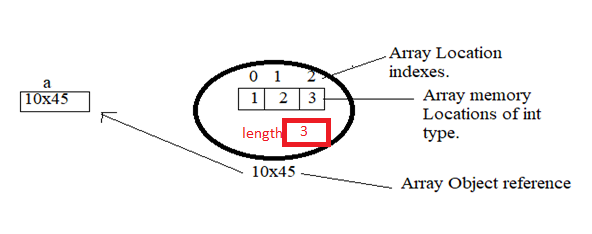 Array Location
indexes.
0 1 2
a
10x45
1 2 3
Array memory
Locations of int
type.
length 3
10x45
Array Object reference